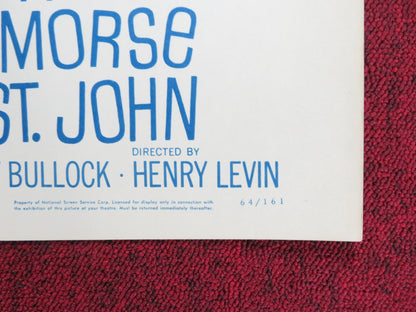 MORSE
ST. JOHN
DIRECTED BY
BULLOCK · HENRY LEVIN
Property of National Screen Service Corp. Licensed for display only in connection with
the exhibition of this picture at your theatre. Must be returned immediately thereafter.
64/161